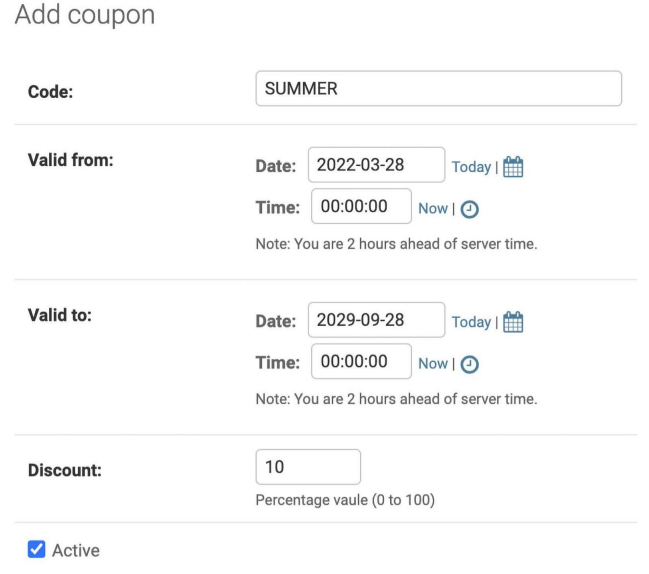 Add coupon
Code: SUMMER
Valid from: Date: 2022-03-28 Today |
Time: 00:00:00 Now |
Note: You are 2 hours ahead of server time.
Valid to: Date: 2029-09-28 Today |
Time: 00:00:00 Now |
Note: You are 2 hours ahead of server time.
Discount: 10
Percentage vaule (0 to 100)
Active